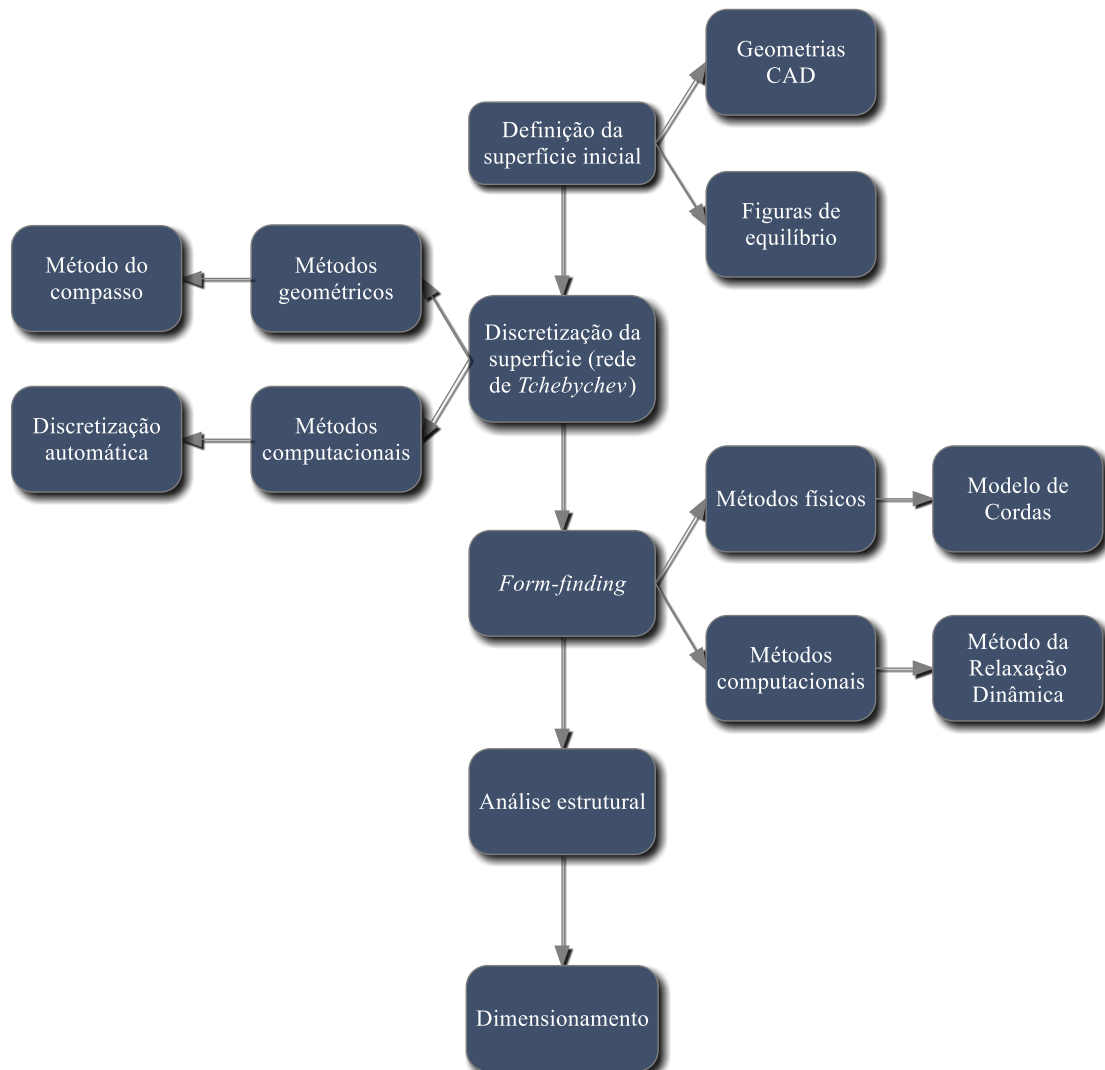 Geometrias
CAD
Definição da
superfície inicial
Figuras de
equilíbrio
Método do
compasso
Métodos
geométricos
Discretização da
superfície (rede
de Tchebychev)
Discretização
automática
Métodos
computacionais
Métodos físicos
Modelo de
Cordas
Form-finding
Métodos
computacionais
Método da
Relaxação
Dinâmica
Análise estrutural
Dimensionamento